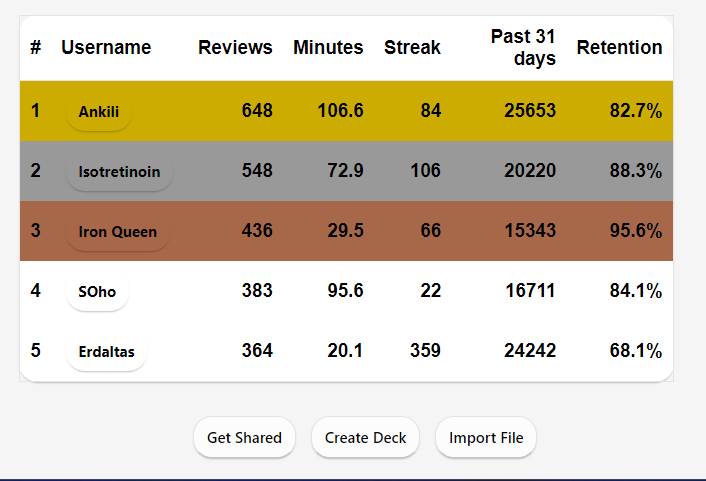 # Username Reviews Minutes Streak Past 31 days Retention
1 Ankili 648 106.6 84 25653 82.7%
2 Isotretinoin 548 72.9 106 20220 88.3%
3 Iron Queen 436 29.5 66 15343 95.6%
4 SOho 383 95.6 22 16711 84.1%
5 Erdaltas 364 20.1 359 24242 68.1%
Get Shared Create Deck Import File